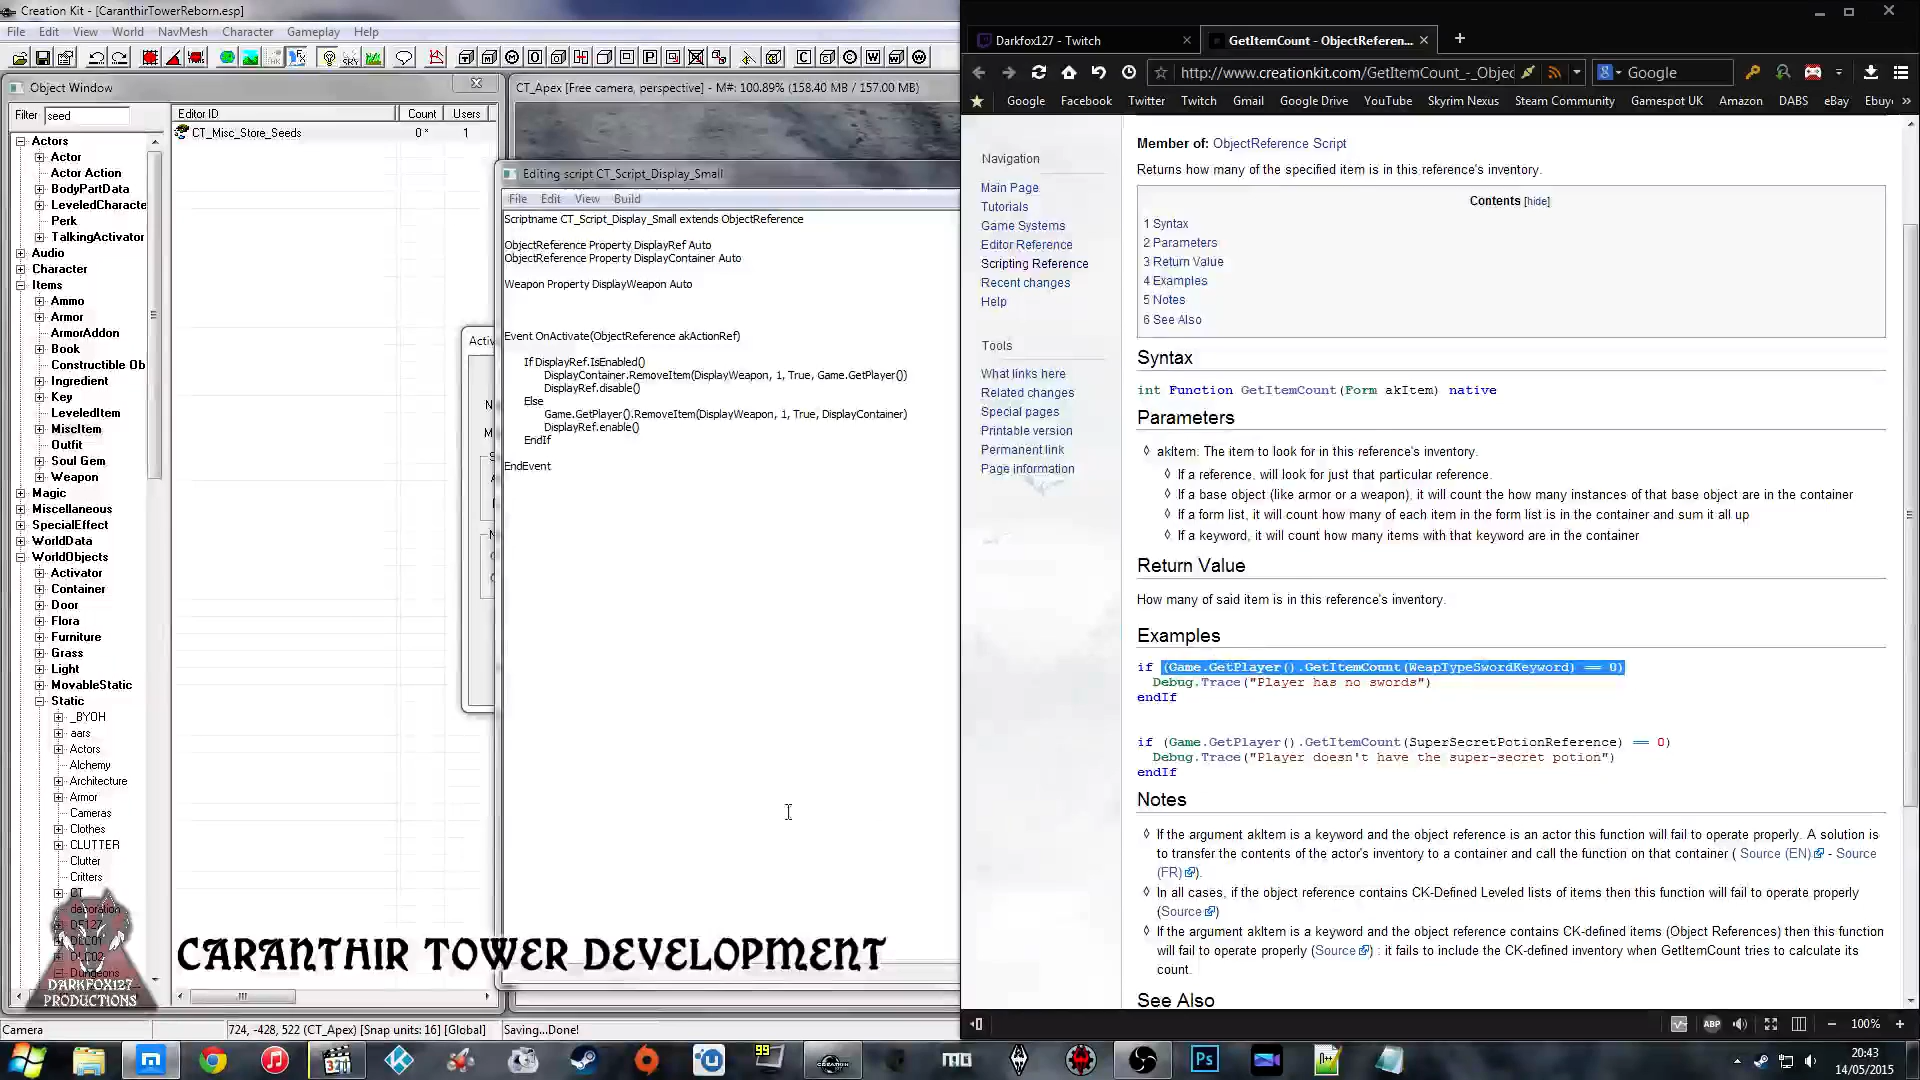 Creation Kit - [CaranthirTowerReborn.esp]
File Edit View World NavMesh Character Gameplay Help
Object Window
Filter seed
Actors
Actor
Actor Action
BodyPartData
LeveledCharacte
Perk
TalkingActivator
Audio
Character
Items
Ammo
Armor
ArmorAddon
Book
Constructible Ob
Ingredient
Key
LeveledItem
MiscItem
Outfit
Soul Gem
Weapon
Magic
Miscellaneous
SpecialEffect
WorldData
WorldObjects
Activator
Container
Door
Flora
Furniture
Grass
Light
MovableStatic
Static
_BYOH
aars
Actors
Alchemy
Architecture
Armor
Cameras
Clothes
CLUTTER
Clutter
Critters
CT
decoration
DF127
DLC01
DLC02
Dungeons
Editor ID Count Users
CT_Misc_Store_Seeds 0 * 1
CT_Apex [Free camera, perspective] - M#: 100.89% (158.40 MB / 157.00 MB)
Activ
Editing script CT_Script_Display_Small
File Edit View Build
Scriptname CT_Script_Display_Small extends ObjectReference
ObjectReference Property DisplayRef Auto
ObjectReference Property DisplayContainer Auto
Weapon Property DisplayWeapon Auto
Event OnActivate(ObjectReference akActionRef)
If DisplayRef.IsEnabled()
DisplayContainer.RemoveItem(DisplayWeapon, 1, True, Game.GetPlayer())
DisplayRef.disable()
Else
Game.GetPlayer().RemoveItem(DisplayWeapon, 1, True, DisplayContainer)
DisplayRef.enable()
EndIf
EndEvent
DARKFOX127
PRODUCTIONS
CARANTHIR TOWER DEVELOPMENT
Camera 724, -428, 522 (CT_Apex) [Snap units: 16] [Global] Saving...Done!
Darkfox127 - Twitch
GetItemCount - ObjectReferen...
http://www.creationkit.com/GetItemCount_-_Objec
Google
Google Facebook Twitter Twitch Gmail Google Drive YouTube Skyrim Nexus Steam Community Gamespot UK Amazon DABS eBay Ebuy
Navigation
Main Page
Tutorials
Game Systems
Editor Reference
Scripting Reference
Recent changes
Help
Tools
What links here
Related changes
Special pages
Printable version
Permanent link
Page information
Member of: ObjectReference Script
Returns how many of the specified item is in this reference's inventory.
Contents [hide]
1 Syntax
2 Parameters
3 Return Value
4 Examples
5 Notes
6 See Also
Syntax
int Function GetItemCount(Form akItem) native
Parameters
akItem. The item to look for in this reference's inventory.
If a reference, will look for just that particular reference.
If a base object (like armor or a weapon), it will count the how many instances of that base object are in the container
If a form list, it will count how many of each item in the form list is in the container and sum it all up
If a keyword, it will count how many items with that keyword are in the container
Return Value
How many of said item is in this reference's inventory.
Examples
if (Game.GetPlayer().GetItemCount(WeapTypeSwordKeyword) == 0)
Debug.Trace("Player has no swords")
endIf
if (Game.GetPlayer().GetItemCount(SuperSecretPotionReference) == 0)
Debug.Trace("Player doesn't have the super-secret potion")
endIf
Notes
If the argument akItem is a keyword and the object reference is an actor this function will fail to operate properly. A solution is
to transfer the contents of the actor's inventory to a container and call the function on that container ( Source (EN) - Source
(FR) ).
In all cases, if the object reference contains CK-Defined Leveled lists of items then this function will fail to operate properly
(Source )
If the argument akItem is a keyword and the object reference contains CK-defined items (Object References) then this function
will fail to operate properly (Source ) : it fails to include the CK-defined inventory when GetItemCount tries to calculate its
count.
See Also
ABP
100%
99
Ps
20:43
14/05/2015